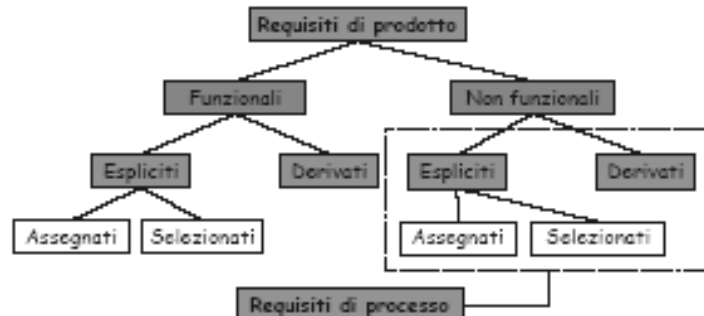 Requisiti di prodotto
Funzionali
Non funzionali
Espliciti
Derivati
Espliciti
Derivati
Assegnati
Selezionati
Assegnati
Selezionati
Requisiti di processo